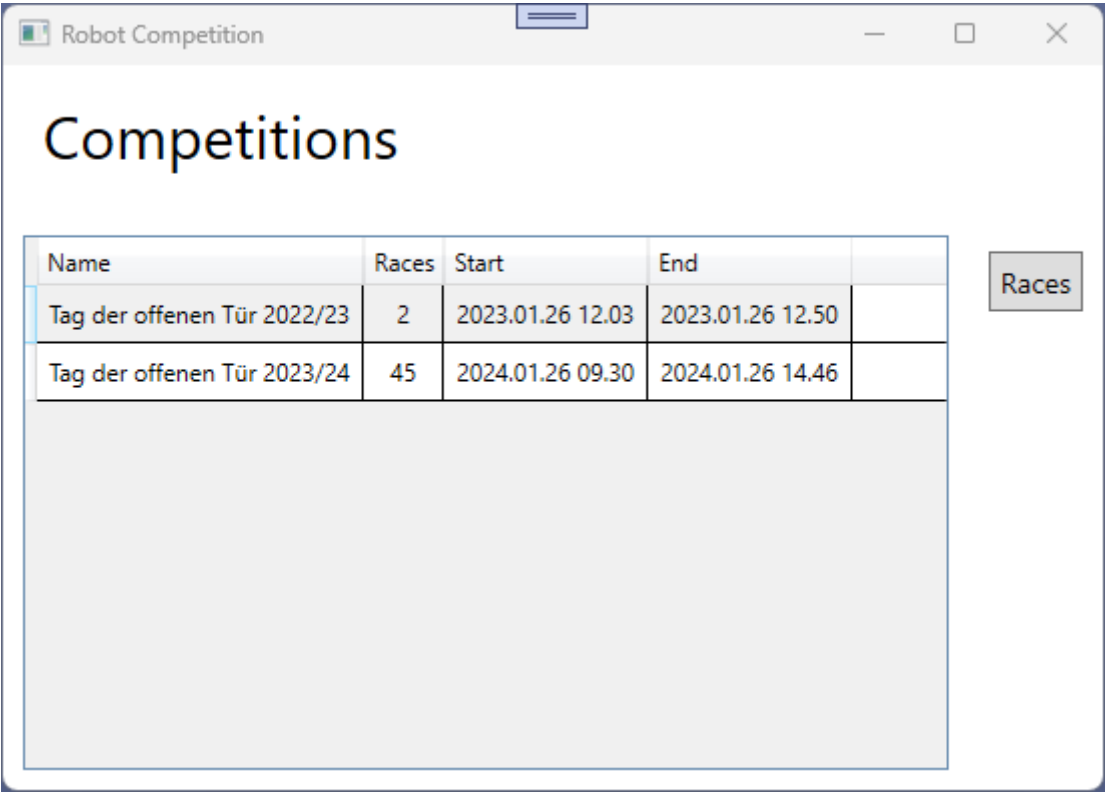 Robot Competition
Competitions
Name Races Start End
Tag der offenen Tür 2022/23 2 2023.01.26 12.03 2023.01.26 12.50
Tag der offenen Tür 2023/24 45 2024.01.26 09.30 2024.01.26 14.46
Races